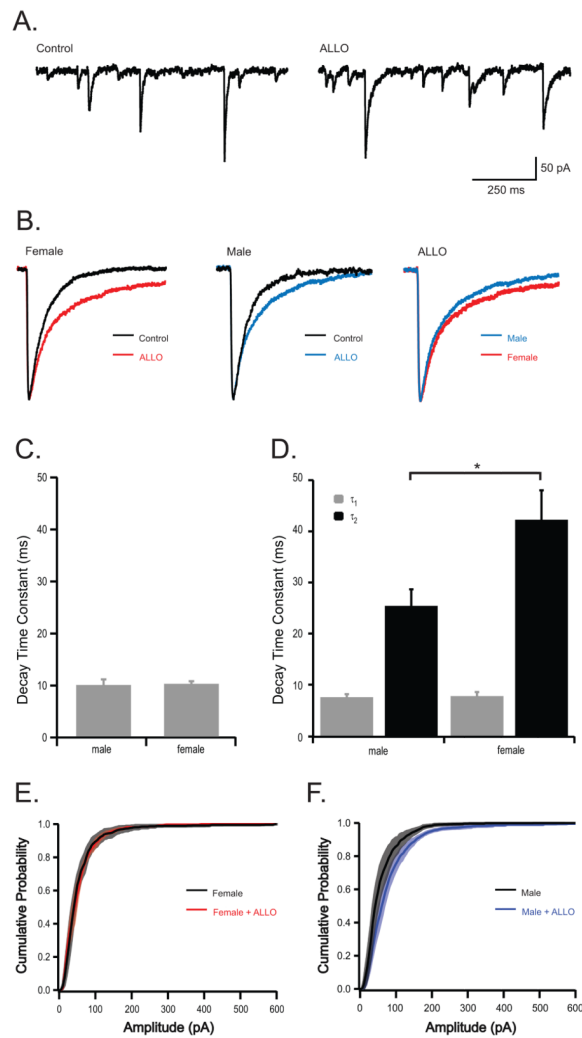 A.
Control
ALLO
50 pA
250 ms
B.
Female
Male
ALLO
Control
ALLO
Control
ALLO
Male
Female
C.
D.
Decay Time Constant (ms)
50
40
30
20
10
0
male
female
*
τ1
τ2
Decay Time Constant (ms)
50
40
30
20
10
0
male
female
E.
F.
Cumulative Probability
1.0
0.8
0.6
0.4
0.2
0.0
Female
Female + ALLO
0 100 200 300 400 500 600
Amplitude (pA)
Cumulative Probability
1.0
0.8
0.6
0.4
0.2
0.0
Male
Male + ALLO
0 100 200 300 400 500 600
Amplitude (pA)